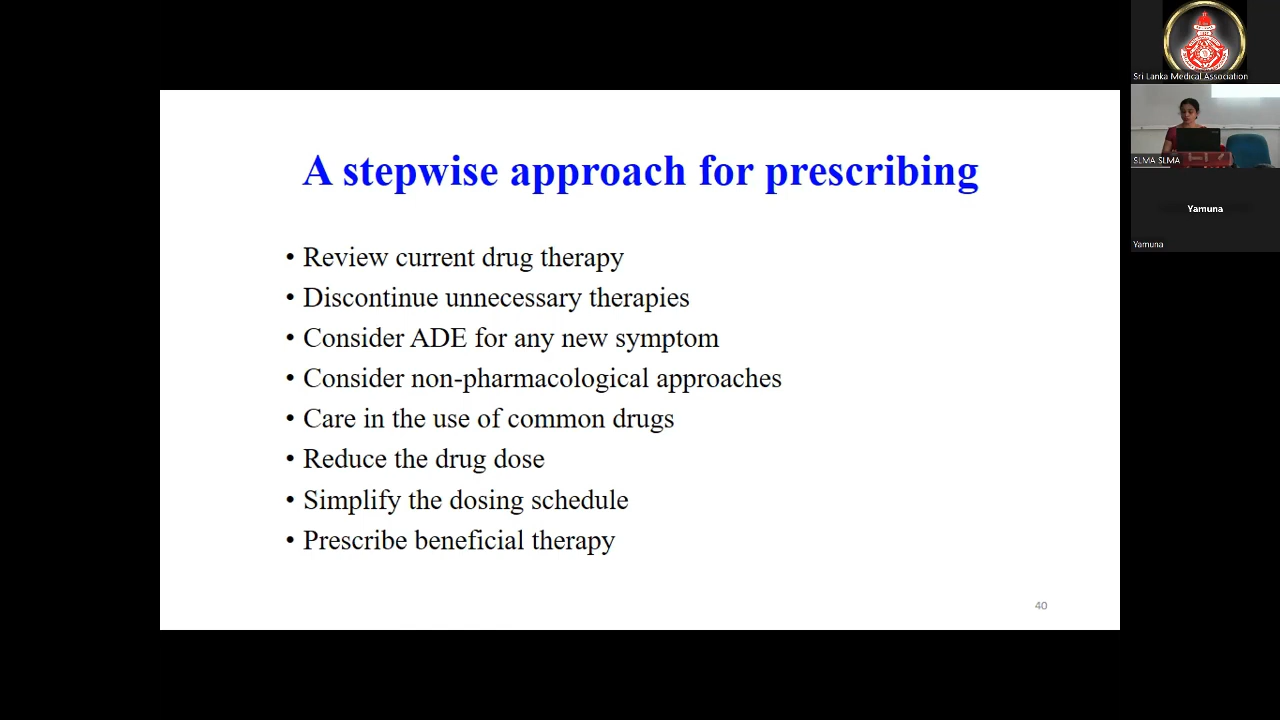 A stepwise approach for prescribing
• Review current drug therapy
• Discontinue unnecessary therapies
• Consider ADE for any new symptom
• Consider non-pharmacological approaches
• Care in the use of common drugs
• Reduce the drug dose
• Simplify the dosing schedule
• Prescribe beneficial therapy
40
Sri Lanka Medical Association
SLMA SLMA
Yamuna
Yamuna